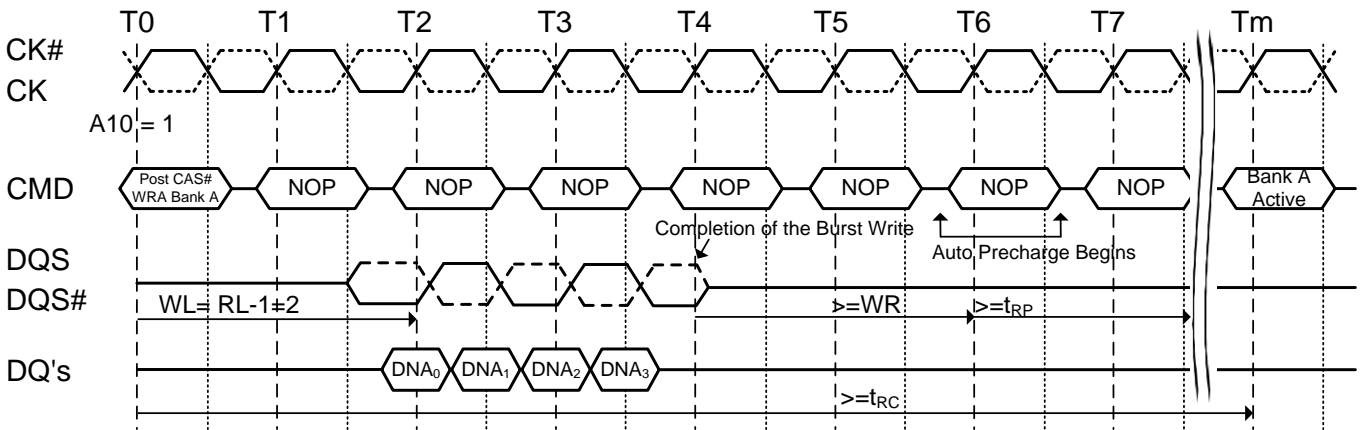 T0 T1 T2 T3 T4 T5 T6 T7 Tm
CK#
CK
A10 = 1
CMD
Post CAS#
WRA Bank A
NOP NOP NOP NOP NOP NOP NOP
Bank A
Active
Completion of the Burst Write
Auto Precharge Begins
DQS
DQS#
WL= RL-1=2
>=WR
>=tRP
DQ's
DNA0 DNA1 DNA2 DNA3
>=tRC